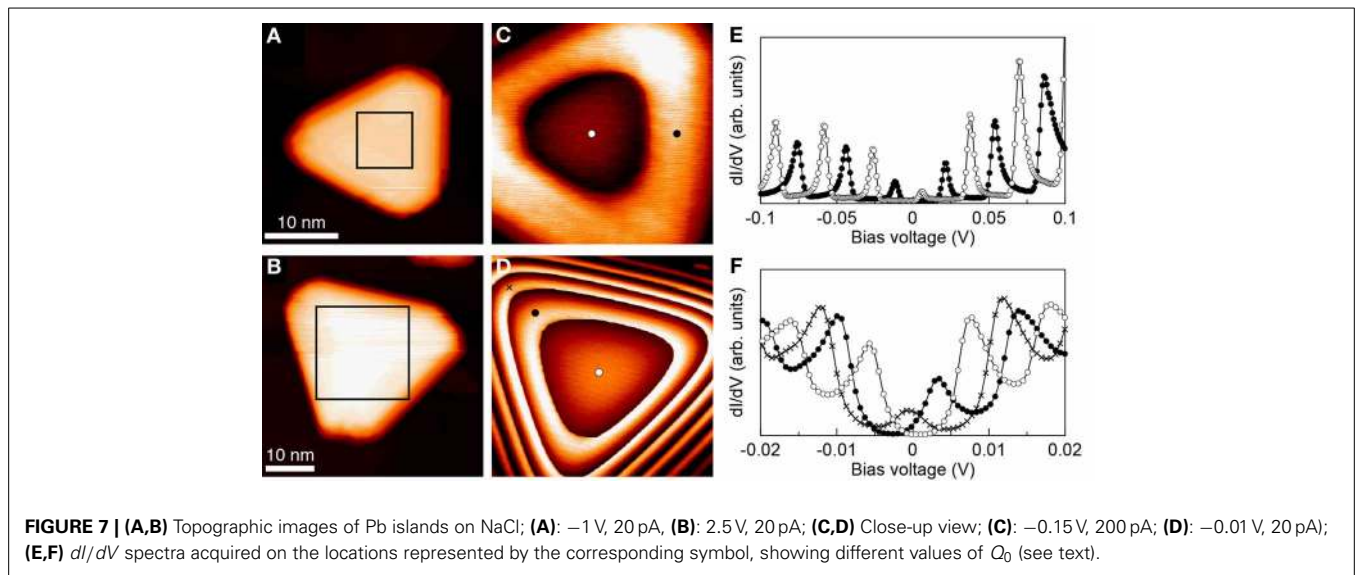 A
10 nm
C
E
dI/dV (arb. units)
-0.1 -0.05 0 0.05 0.1
Bias voltage (V)
B
10 nm
D
F
dI/dV (arb. units)
-0.02 -0.01 0 0.01 0.02
Bias voltage (V)
FIGURE 7 | (A,B) Topographic images of Pb islands on NaCl; (A): −1 V, 20 pA, (B): 2.5 V, 20 pA; (C,D) Close-up view; (C): −0.15 V, 200 pA; (D): −0.01 V, 20 pA);
(E,F) dI/dV spectra acquired on the locations represented by the corresponding symbol, showing different values of Q0 (see text).